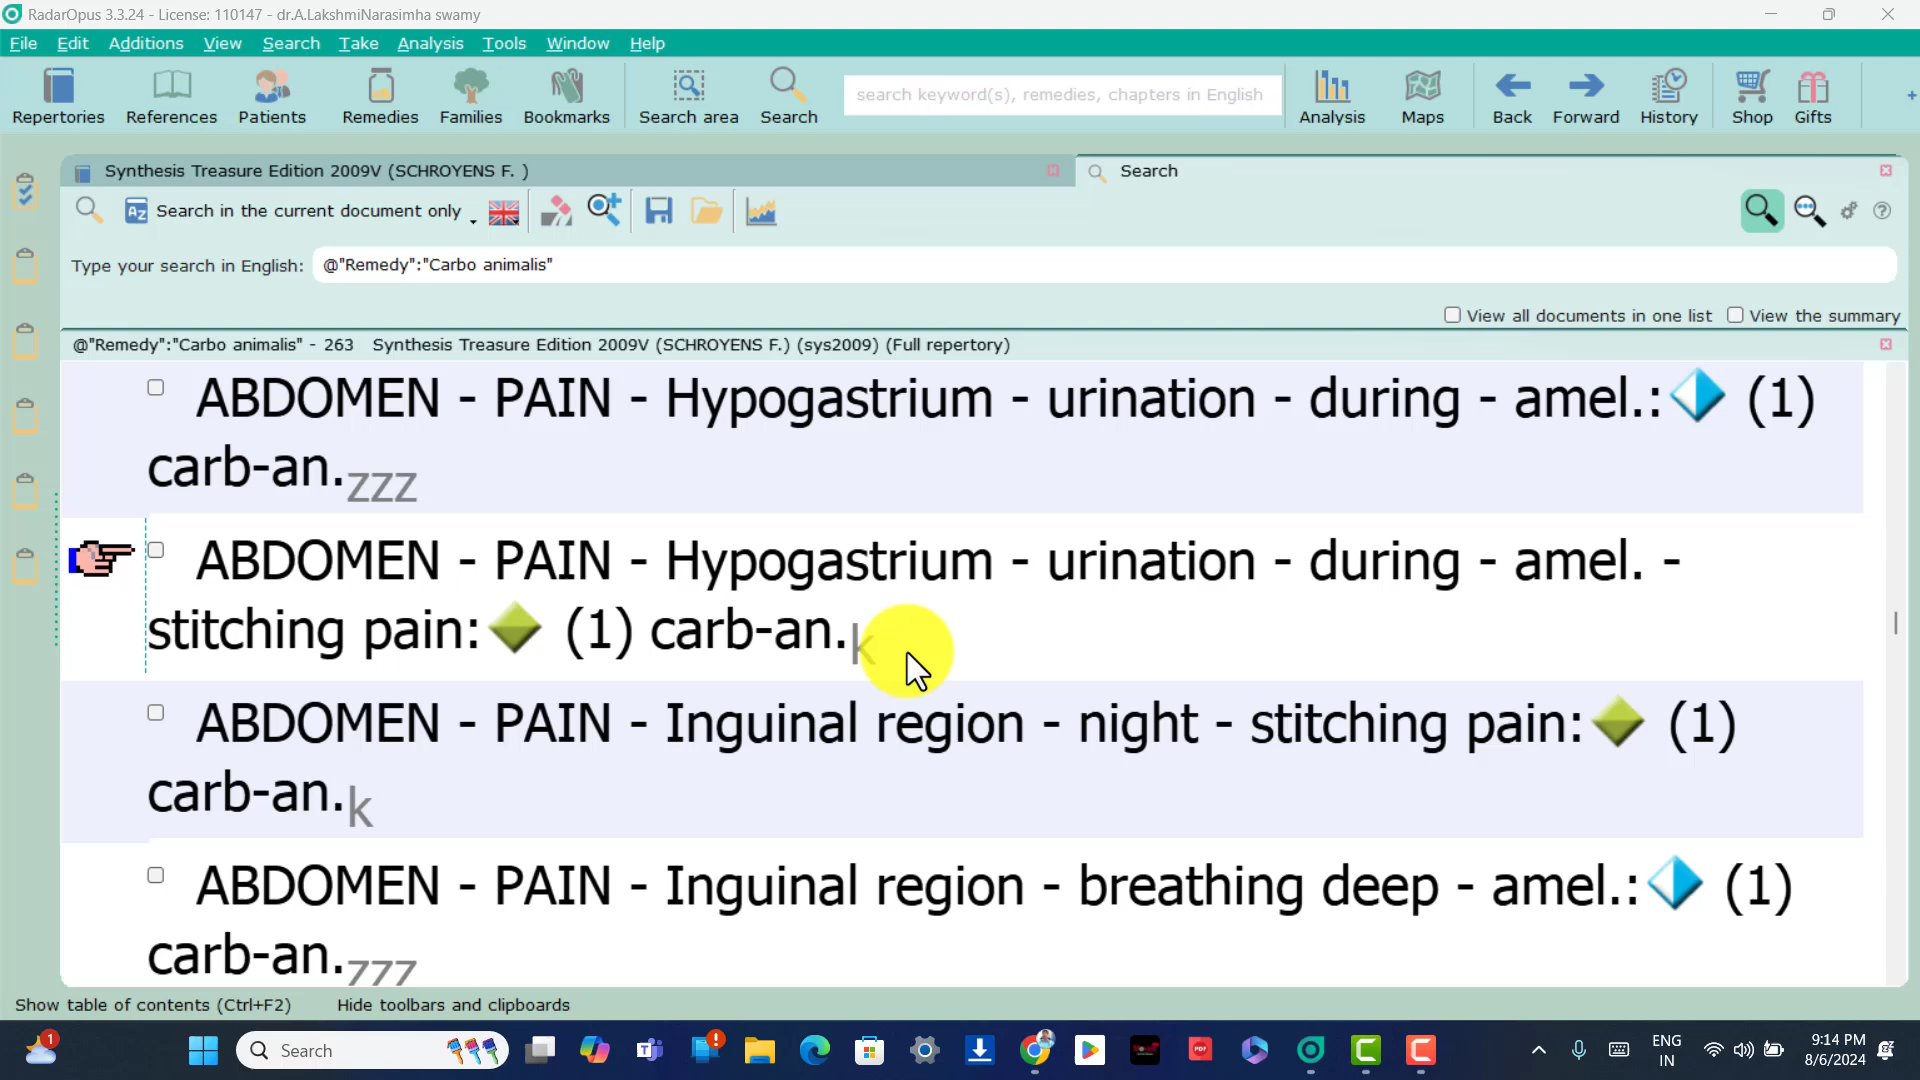 RadarOpus 3.3.24 - License: 110147 - dr.A.LakshmiNarasimha swamy
File Edit Additions View Search Take Analysis Tools Window Help
Repertories References Patients Remedies Families Bookmarks Search area Search search keyword(s), remedies, chapters in English Analysis Maps Back Forward History Shop Gifts
Synthesis Treasure Edition 2009V (SCHROYENS F. ) Search
AZ Search in the current document only
Type your search in English: @"Remedy":"Carbo animalis"
View all documents in one list View the summary
@"Remedy":"Carbo animalis" - 263 Synthesis Treasure Edition 2009V (SCHROYENS F.) (sys2009) (Full repertory)
ABDOMEN - PAIN - Hypogastrium - urination - during - amel.: (1)
carb-an.zzz
ABDOMEN - PAIN - Hypogastrium - urination - during - amel. -
stitching pain: (1) carb-an.k
ABDOMEN - PAIN - Inguinal region - night - stitching pain: (1)
carb-an.k
ABDOMEN - PAIN - Inguinal region - breathing deep - amel.: (1)
carb-an.zzz
Show table of contents (Ctrl+F2) Hide toolbars and clipboards
1 Search PDF ENG 9:14 PM
IN 8/6/2024